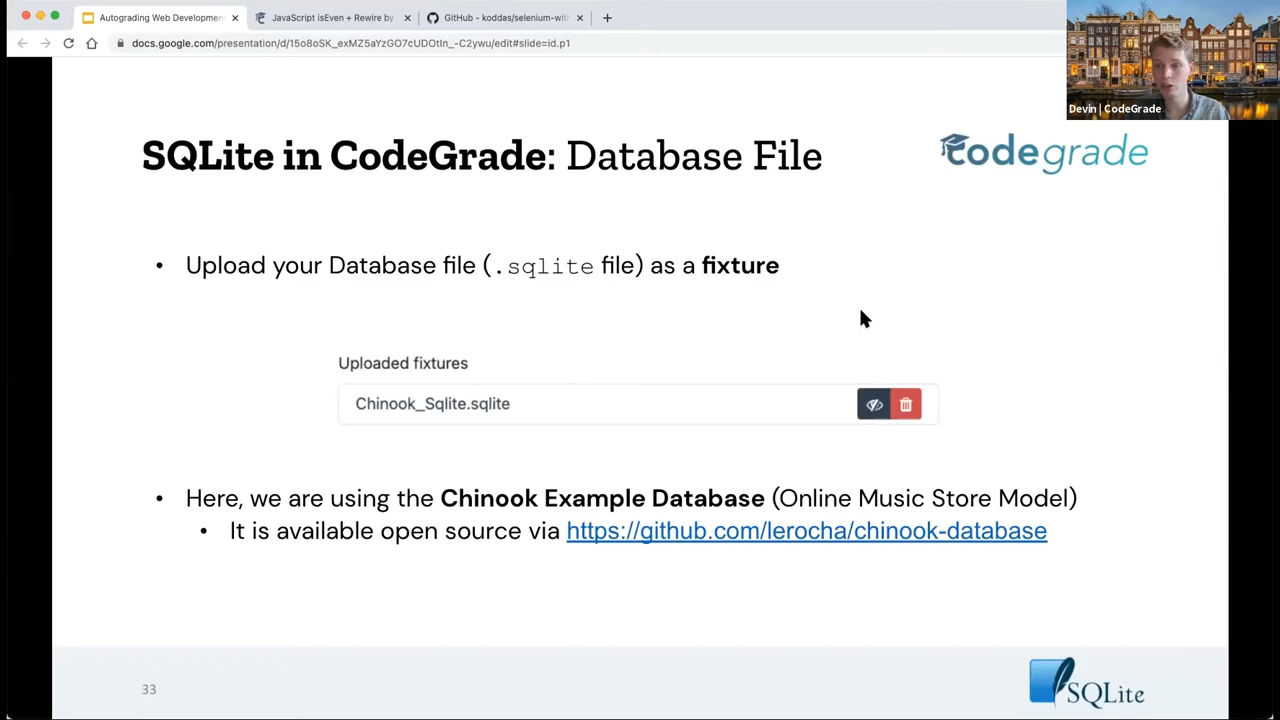 Autograding Web Developmen
JavaScript isEven + Rewire by
GitHub - koddas/selenium-with
docs.google.com/presentation/d/15o8oSK_exMZ5aYzGO7cUDOtIn_-C2ywu/edit#slide=id.p1
Devin | CodeGrade
SQLite in CodeGrade: Database File
codegrade
• Upload your Database file (.sqlite file) as a fixture
Uploaded fixtures
Chinook_Sqlite.sqlite
• Here, we are using the Chinook Example Database (Online Music Store Model)
• It is available open source via https://github.com/lerocha/chinook-database
33
SQLite